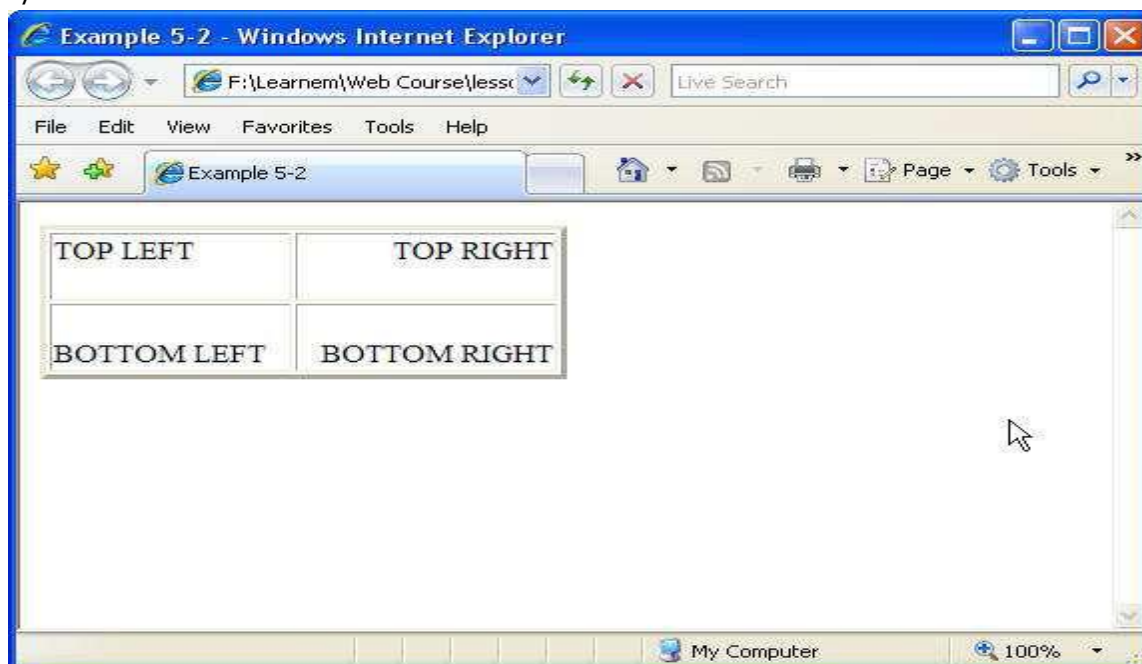 Example 5-2 - Windows Internet Explorer
F:\Learnem\Web Course\less
Live Search
File Edit View Favorites Tools Help
Example 5-2
Page Tools
TOP LEFT TOP RIGHT
BOTTOM LEFT BOTTOM RIGHT
My Computer 100%